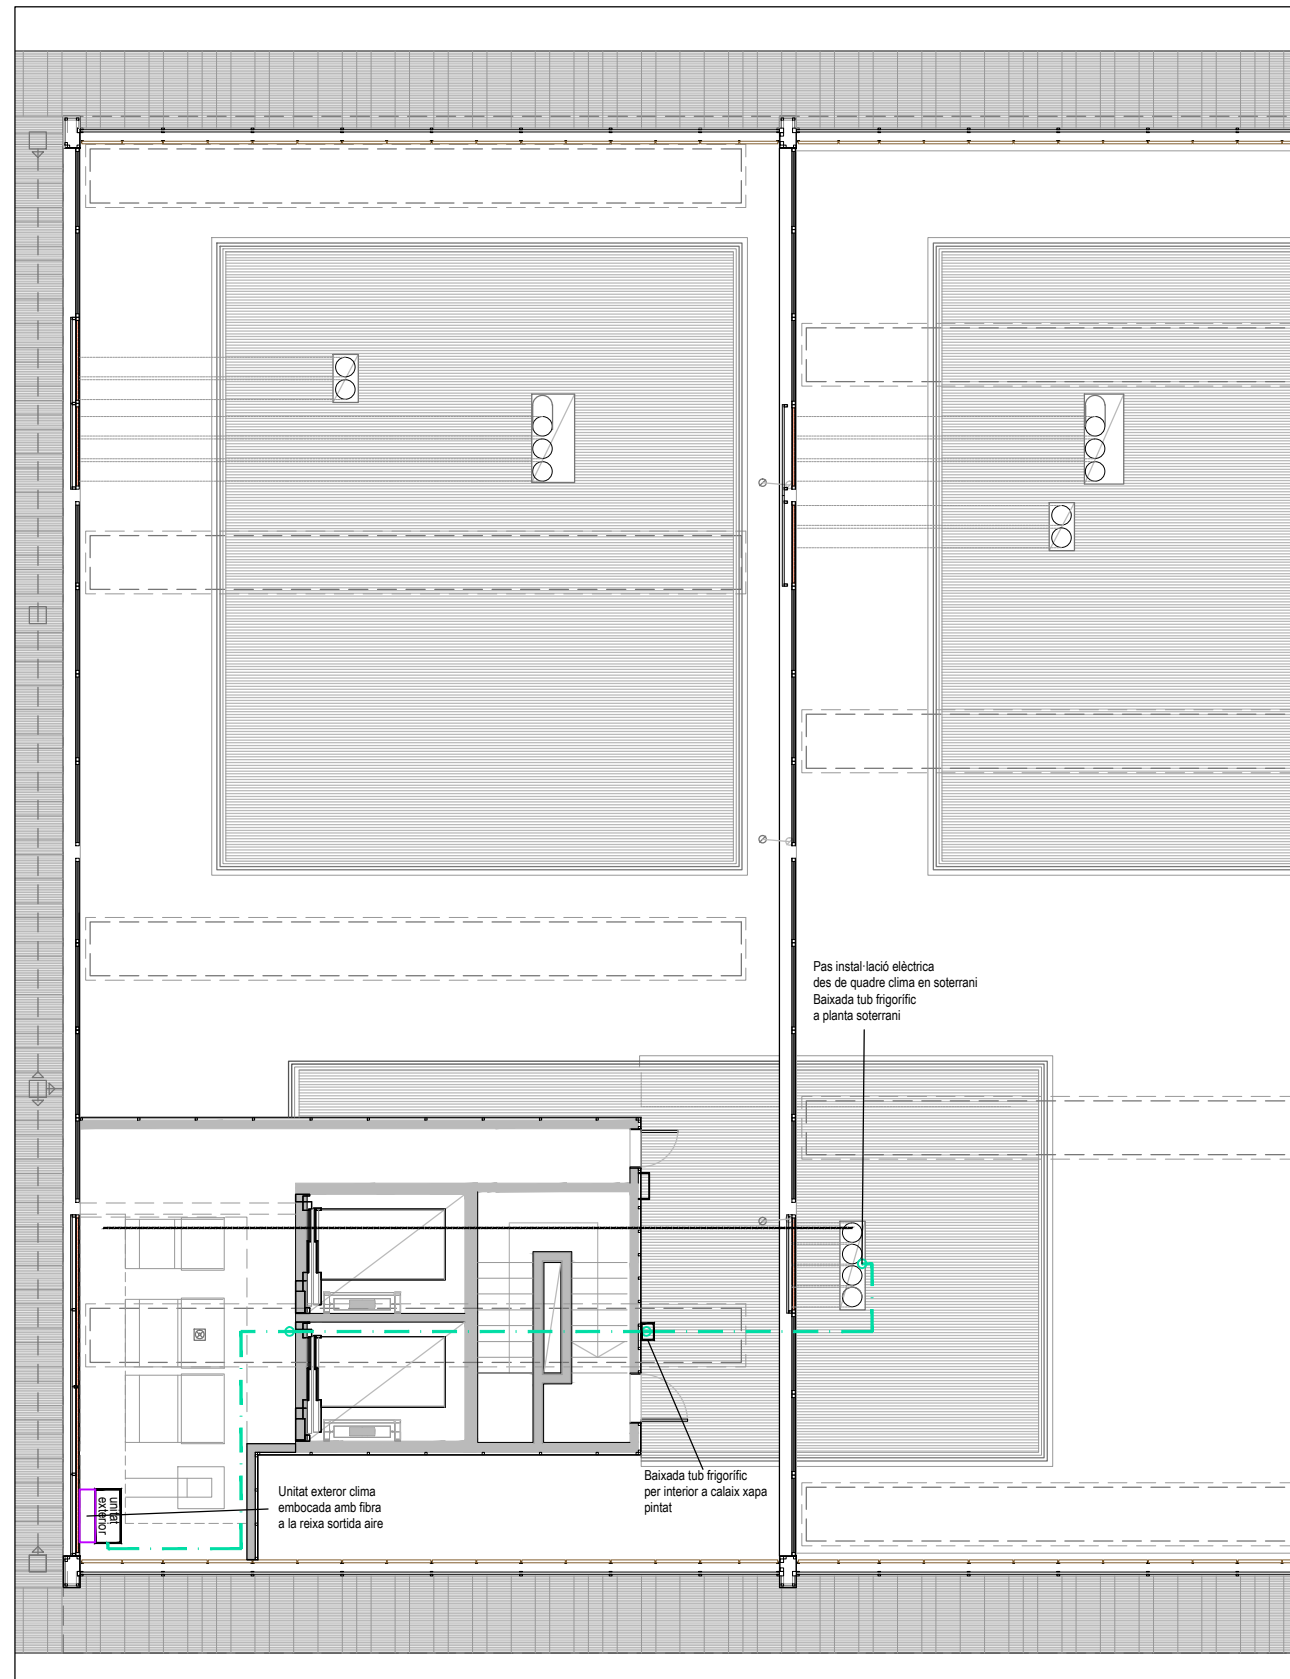 Pas instal·lació elèctrica
des de quadre clima en soterrani
Baixada tub frigorífic
a planta soterrani
Unitat exteror clima
embocada amb fibra
a la reixa sortida aire
Baixada tub frigorífic
per interior a calaix xapa
pintat
unitat
exterior